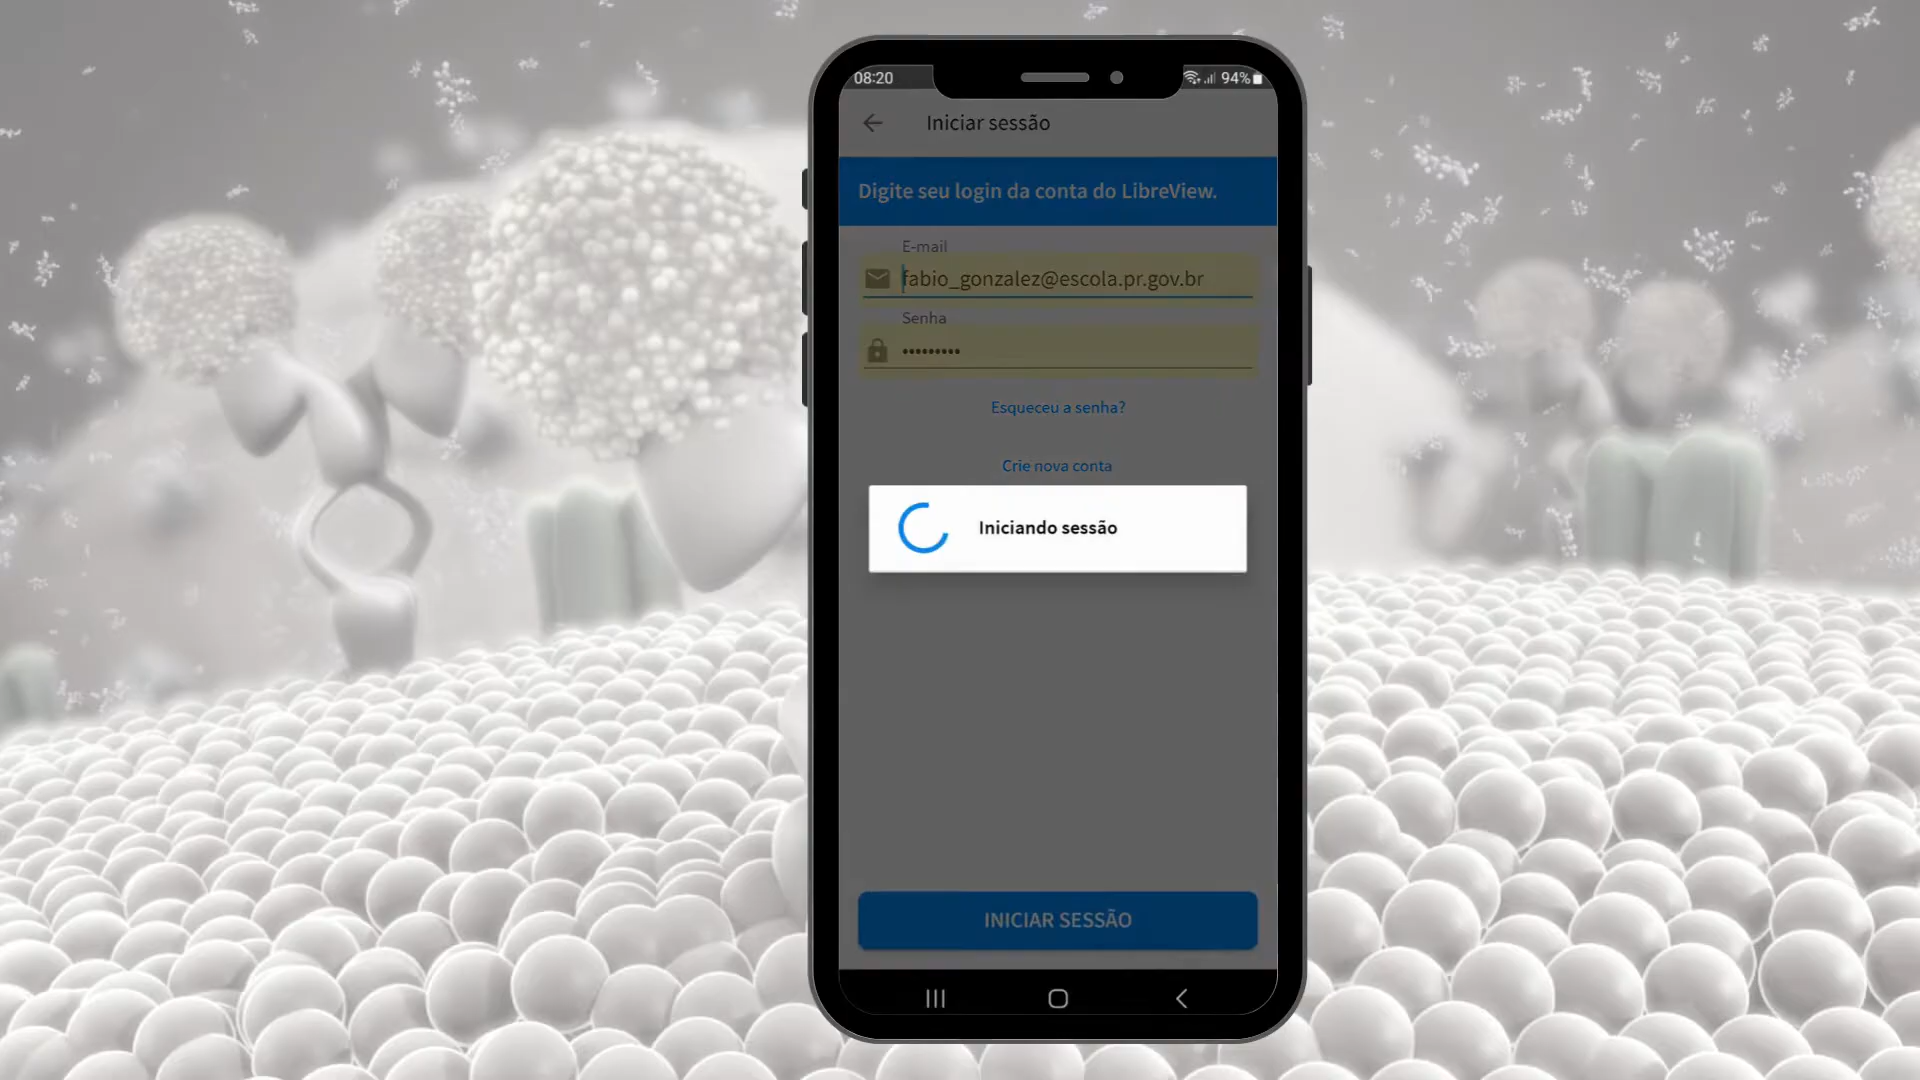 08:20
94%
Iniciar sessão
Digite seu login da conta do LibreView.
E-mail
fabio_gonzalez@escola.pr.gov.br
Senha
•••••••••
Esqueceu a senha?
Crie nova conta
Iniciando sessão
INICIAR SESSÃO